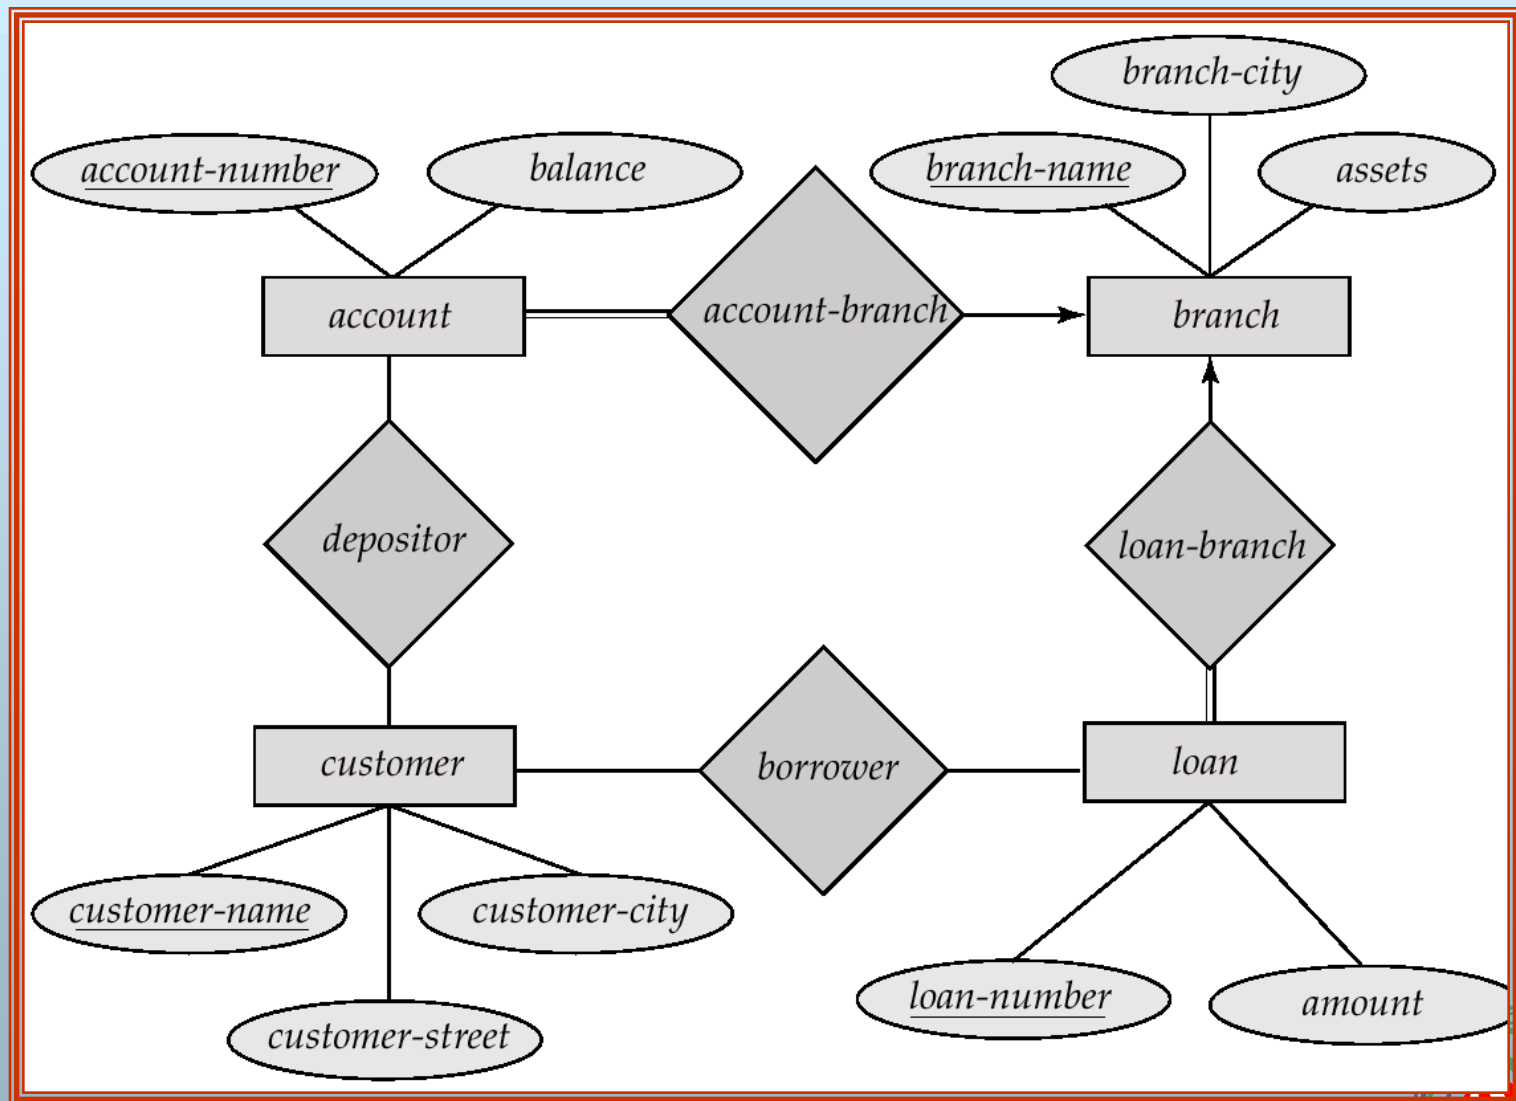 branch-city
account-number
balance
branch-name
assets
account
account-branch
branch
depositor
loan-branch
customer
borrower
loan
customer-name
customer-city
loan-number
amount
customer-street